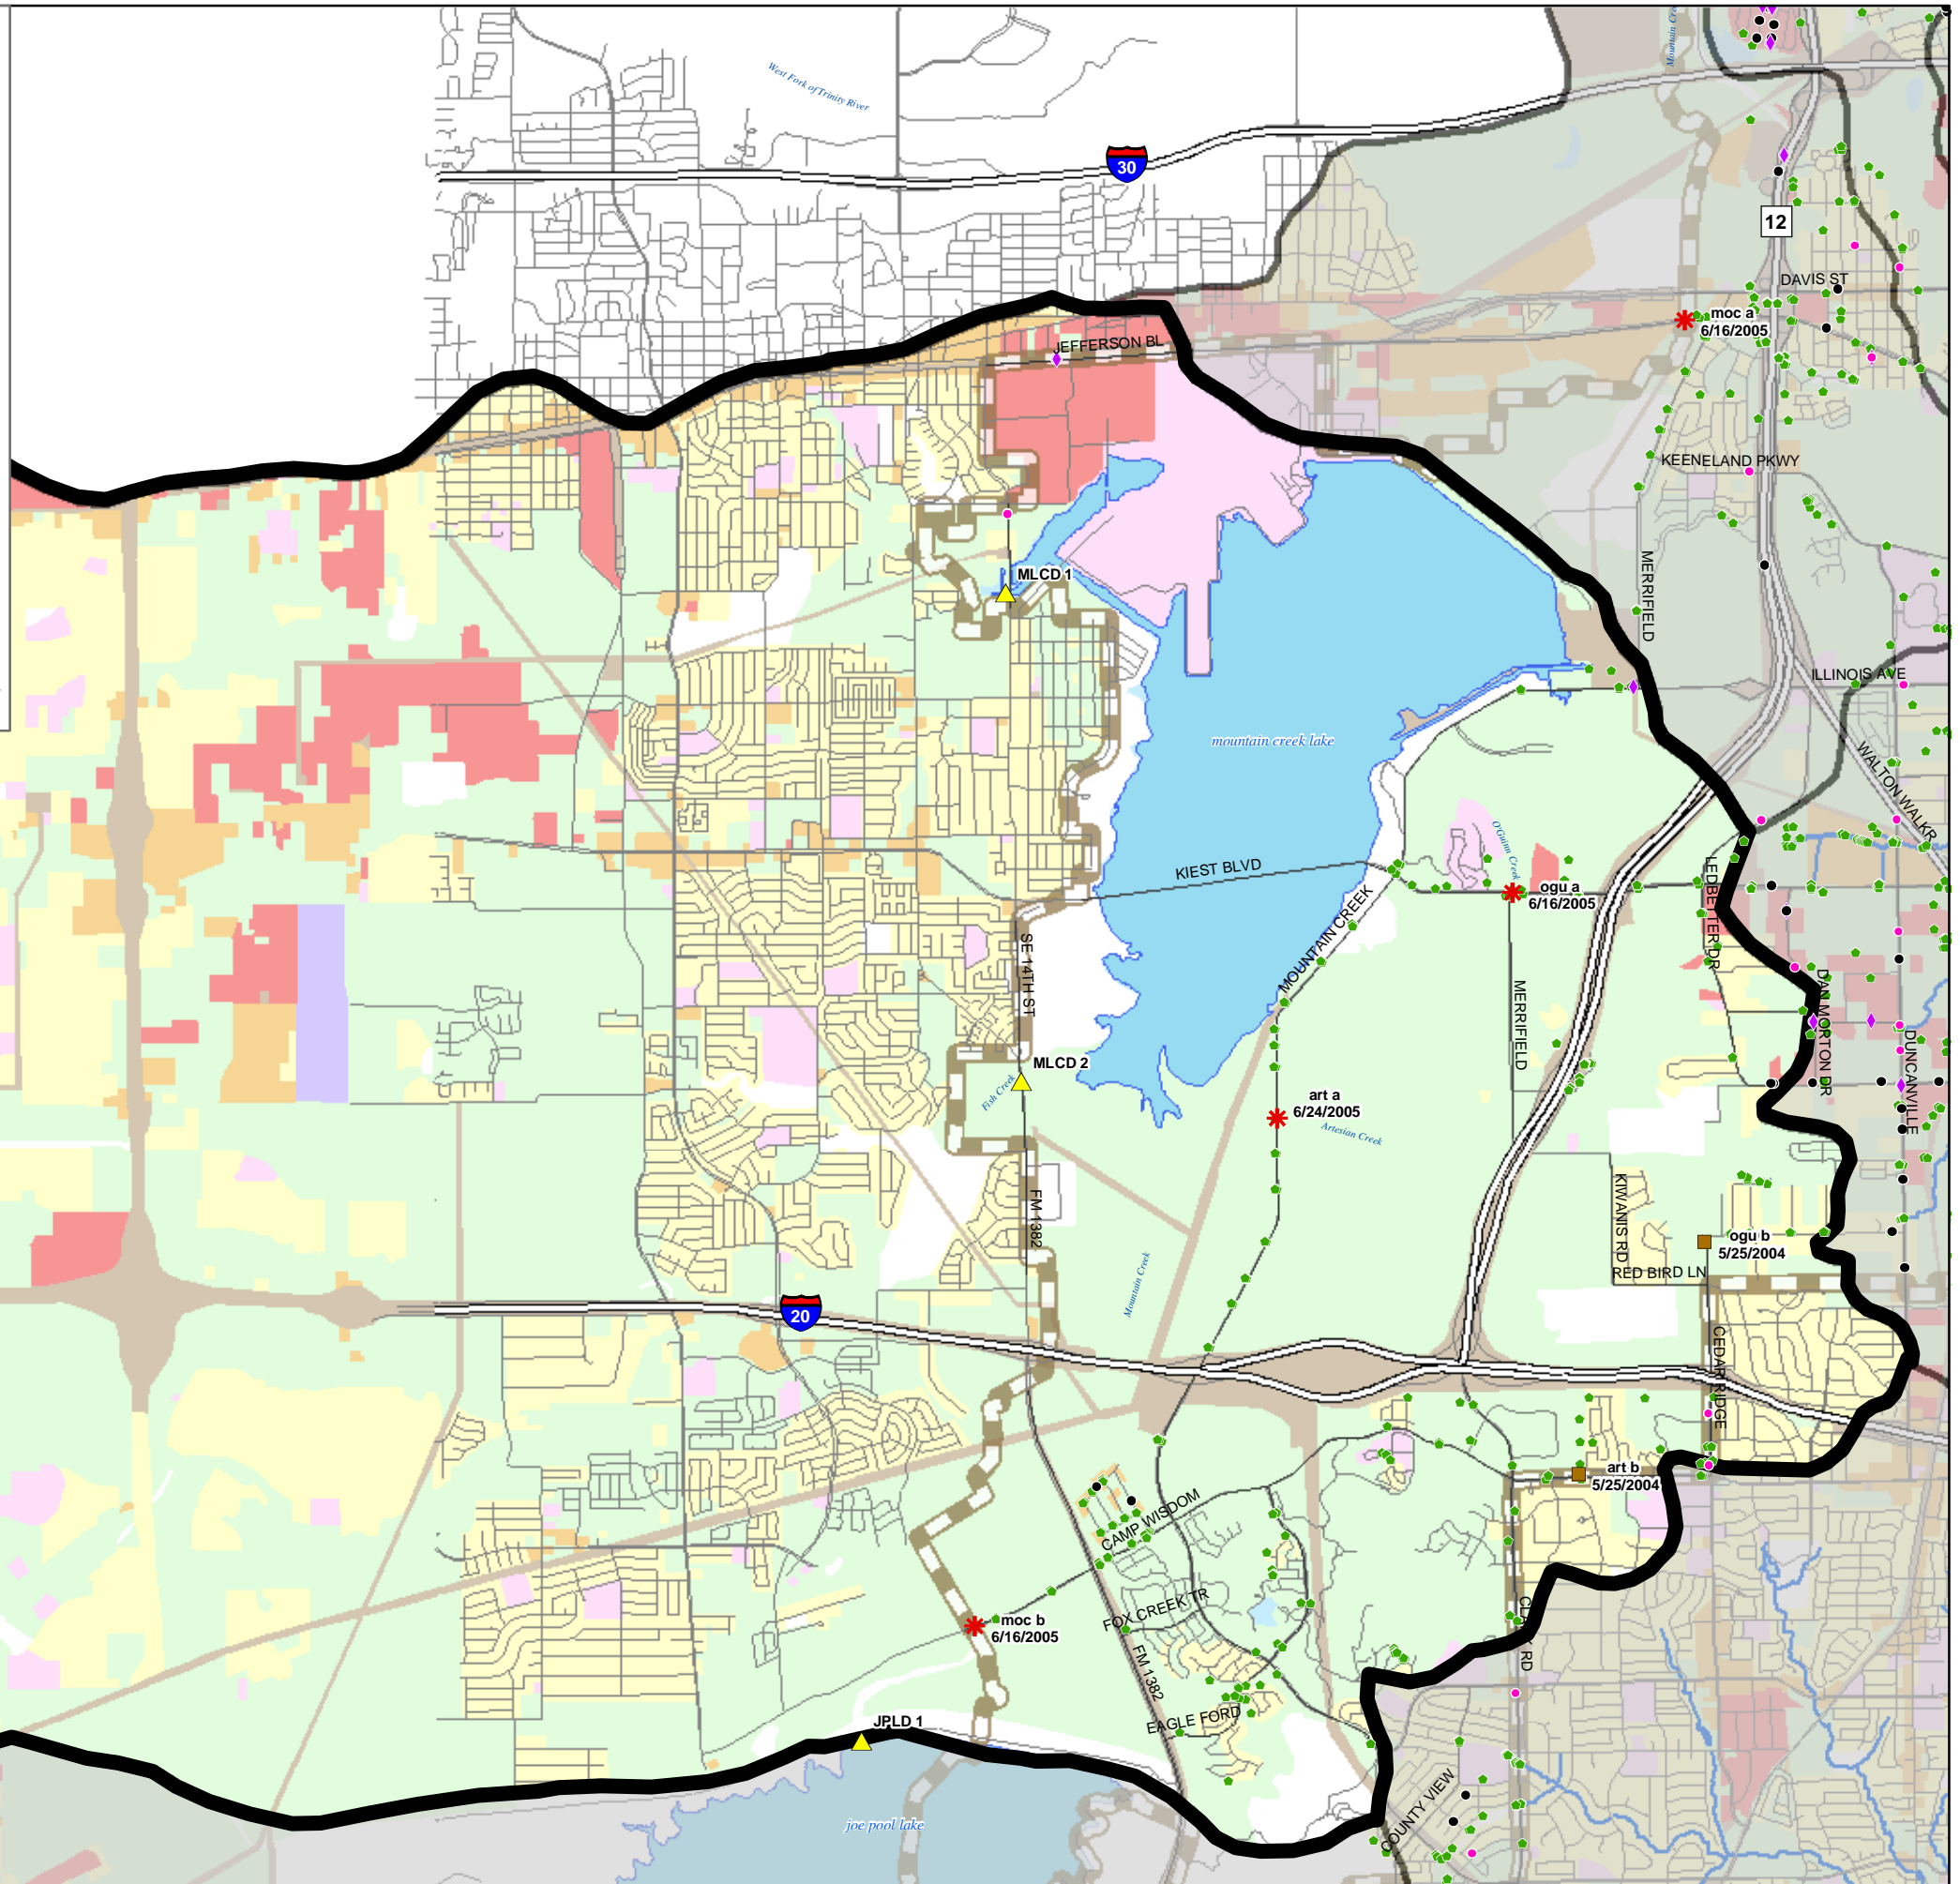 Mountain Cree
West Fork of Trinity River
30
12
DAVIS ST
moc a
6/16/2005
JEFFERSON BL
KEENELAND PKWY
MERRIFIELD
MLCD 1
ILLINOIS AVE
mountain creek lake
WALTON WALKR
O'Guinn Creek
KIEST BLVD
LEDBETTER DR
ogu a
6/16/2005
MOUNTAIN CREEK
SE 14TH ST
MERRIFIELD
DAN MORTON DR
DUNCANVILLE
MLCD 2
Fish Creek
art a
6/24/2005
Artesian Creek
KIWANIS RD
FM 1382
ogu b
5/25/2004
RED BIRD LN
Mountain Creek
20
CEDAR RIDGE
art b
5/25/2004
CAMP WISDOM
FOX CREEK TR
moc b
6/16/2005
CLARK RD
FM 1382
EAGLE FORD
JPLD 1
COUNTY VIEW
joe pool lake